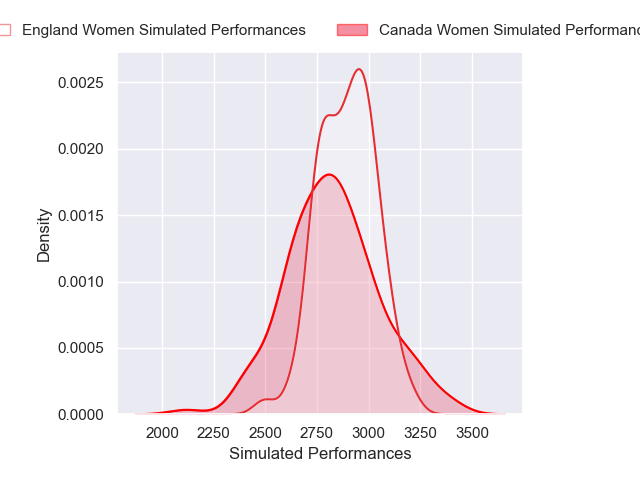 England Women Simulated Performances
Canada Women Simulated
0.0025
0.0020
0.0015
0.0010
0.0005
0.0000
Density
2000 2250 2500 2750 3000 3250 3500
Simulated Performances